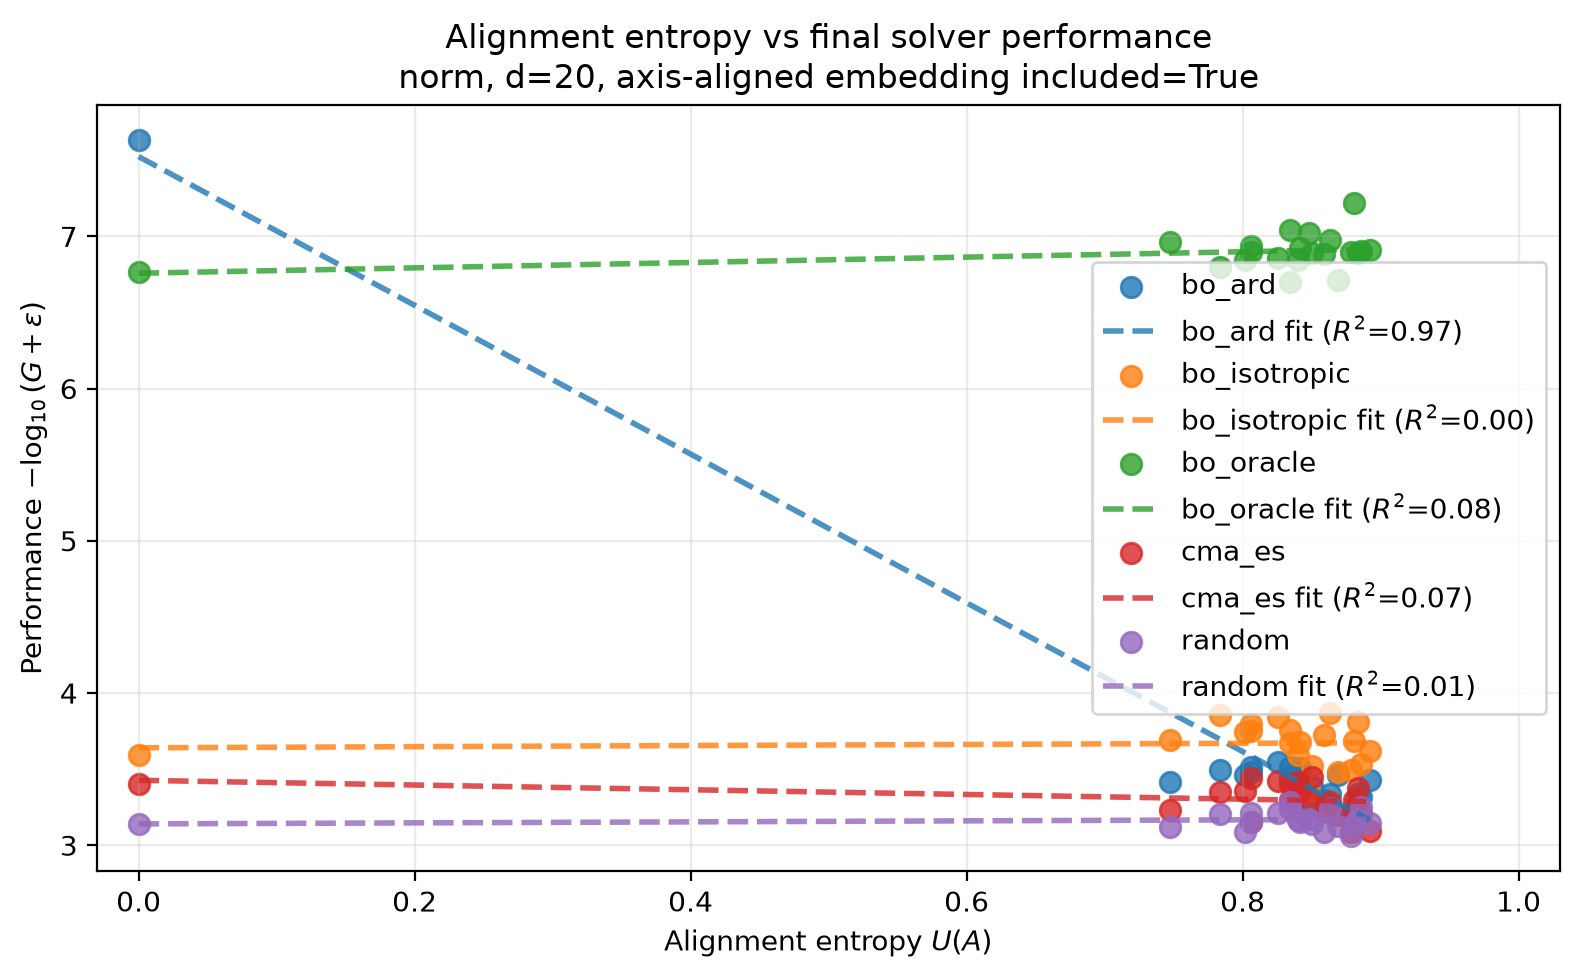 Alignment entropy vs final solver performance
norm, d=20, axis-aligned embedding included=True
Performance −log₁₀(G + ε)
7
6
5
4
3
bo_ard
bo_ard fit (R²=0.97)
bo_isotropic
bo_isotropic fit (R²=0.00)
bo_oracle
bo_oracle fit (R²=0.08)
cma_es
cma_es fit (R²=0.07)
random
random fit (R²=0.01)
0.0 0.2 0.4 0.6 0.8 1.0
Alignment entropy U(A)